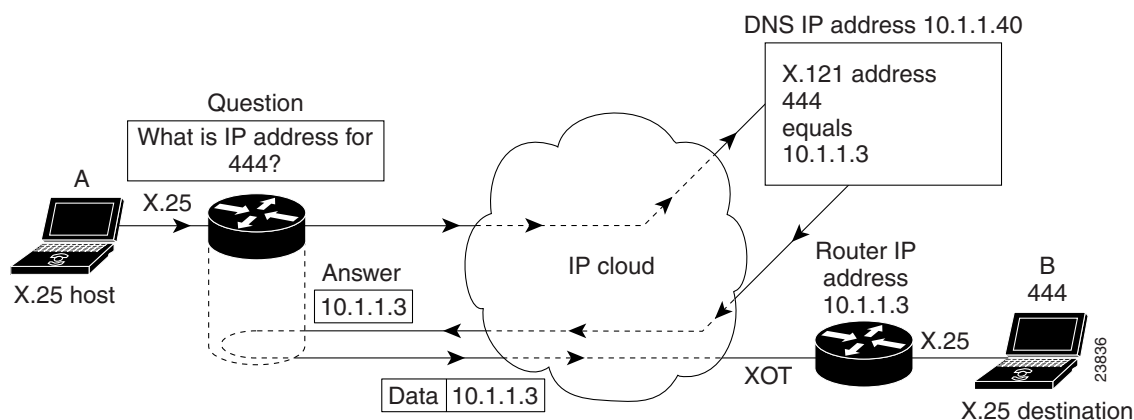 DNS IP address 10.1.1.40
X.121 address
444
equals
10.1.1.3
Question
What is IP address for
444?
A
X.25
X.25 host
Answer
10.1.1.3
IP cloud
Router IP
address
10.1.1.3
B
444
X.25
XOT
Data 10.1.1.3
X.25 destination
23836